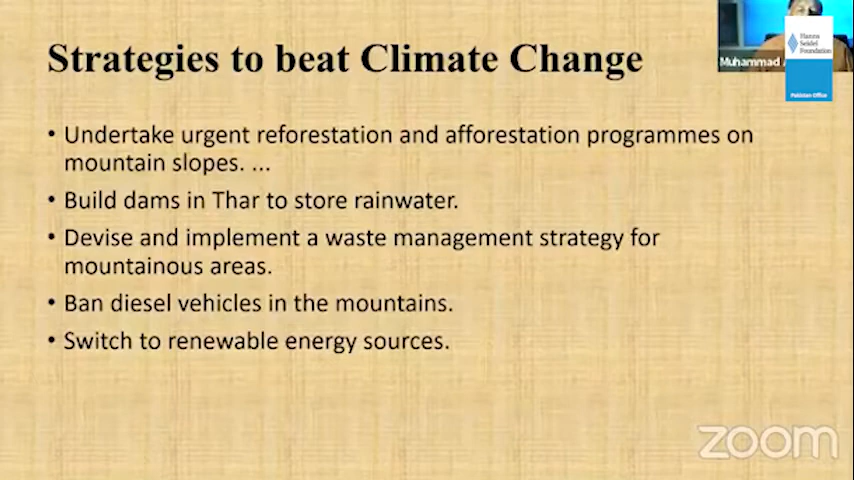 Strategies to beat Climate Change
• Undertake urgent reforestation and afforestation programmes on
mountain slopes. ...
• Build dams in Thar to store rainwater.
• Devise and implement a waste management strategy for
mountainous areas.
• Ban diesel vehicles in the mountains.
• Switch to renewable energy sources.
Muhammad
Hanns
Seidel
Foundation
Pakistan Office
zoom